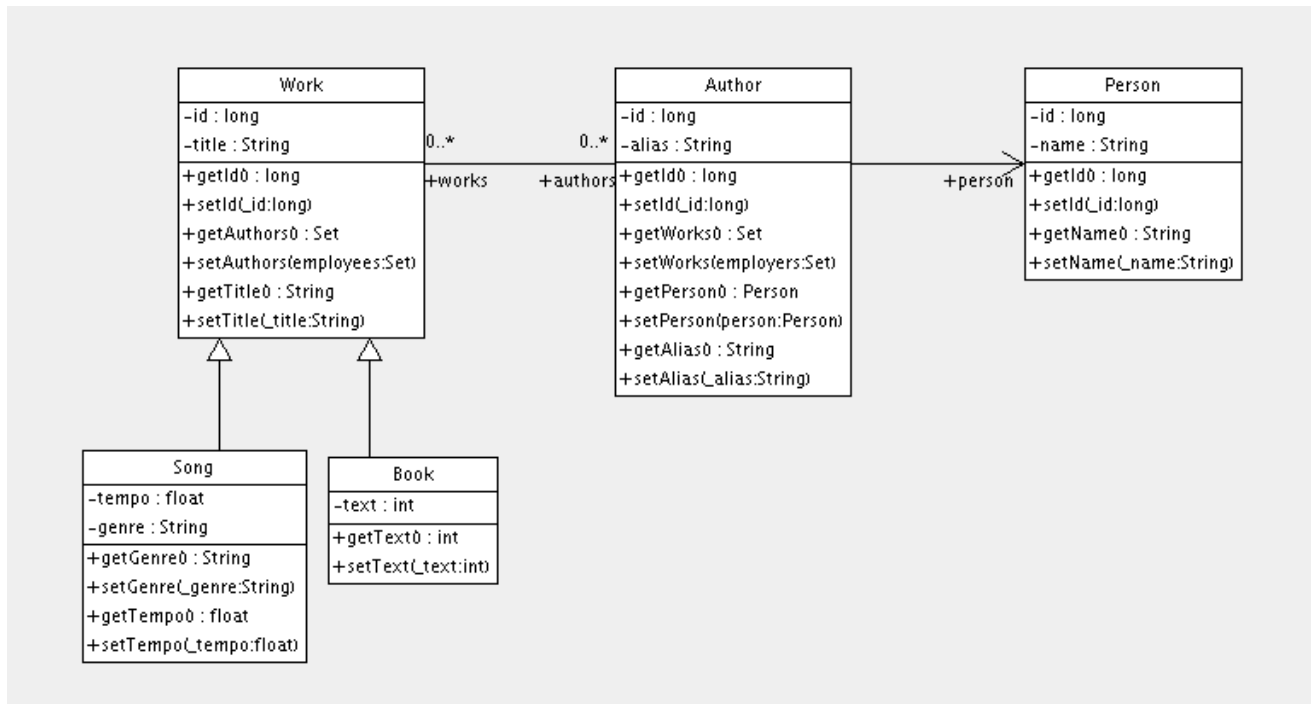 Work
-id : long
-title : String
+getId() : long
+setId(_id:long)
+getAuthors() : Set
+setAuthors(employees:Set)
+getTitle() : String
+setTitle(_title:String)
0..*
+works
0..*
+authors
Author
-id : long
-alias : String
+getId() : long
+setId(_id:long)
+getWorks() : Set
+setWorks(employers:Set)
+getPerson() : Person
+setPerson(person:Person)
+getAlias() : String
+setAlias(_alias:String)
+person
Person
-id : long
-name : String
+getId() : long
+setId(_id:long)
+getName() : String
+setName(_name:String)
Song
-tempo : float
-genre : String
+getGenre() : String
+setGenre(_genre:String)
+getTempo() : float
+setTempo(_tempo:float)
Book
-text : int
+getText() : int
+setText(_text:int)